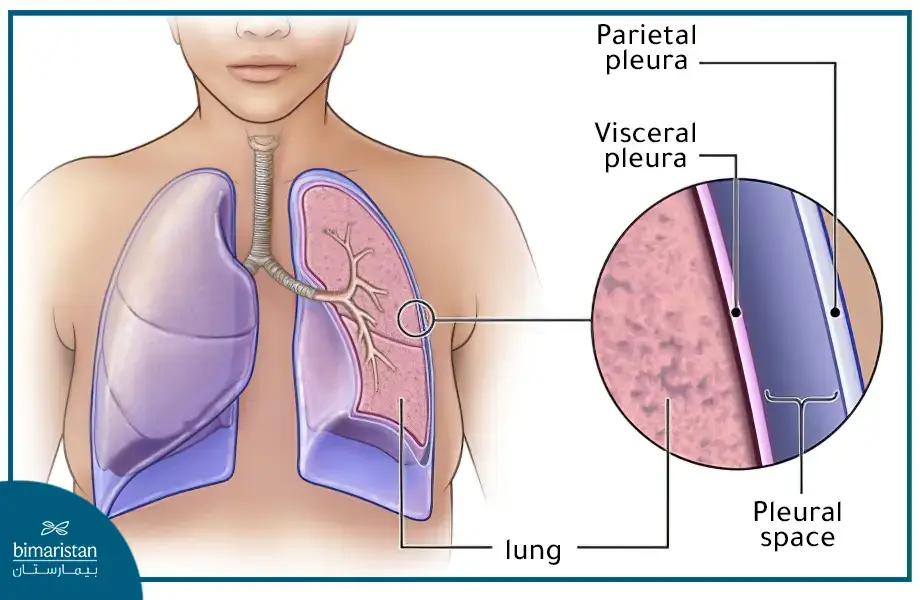 Parietal
pleura
Visceral
pleura
Pleural
space
lung
bimaristan
بيمارستان